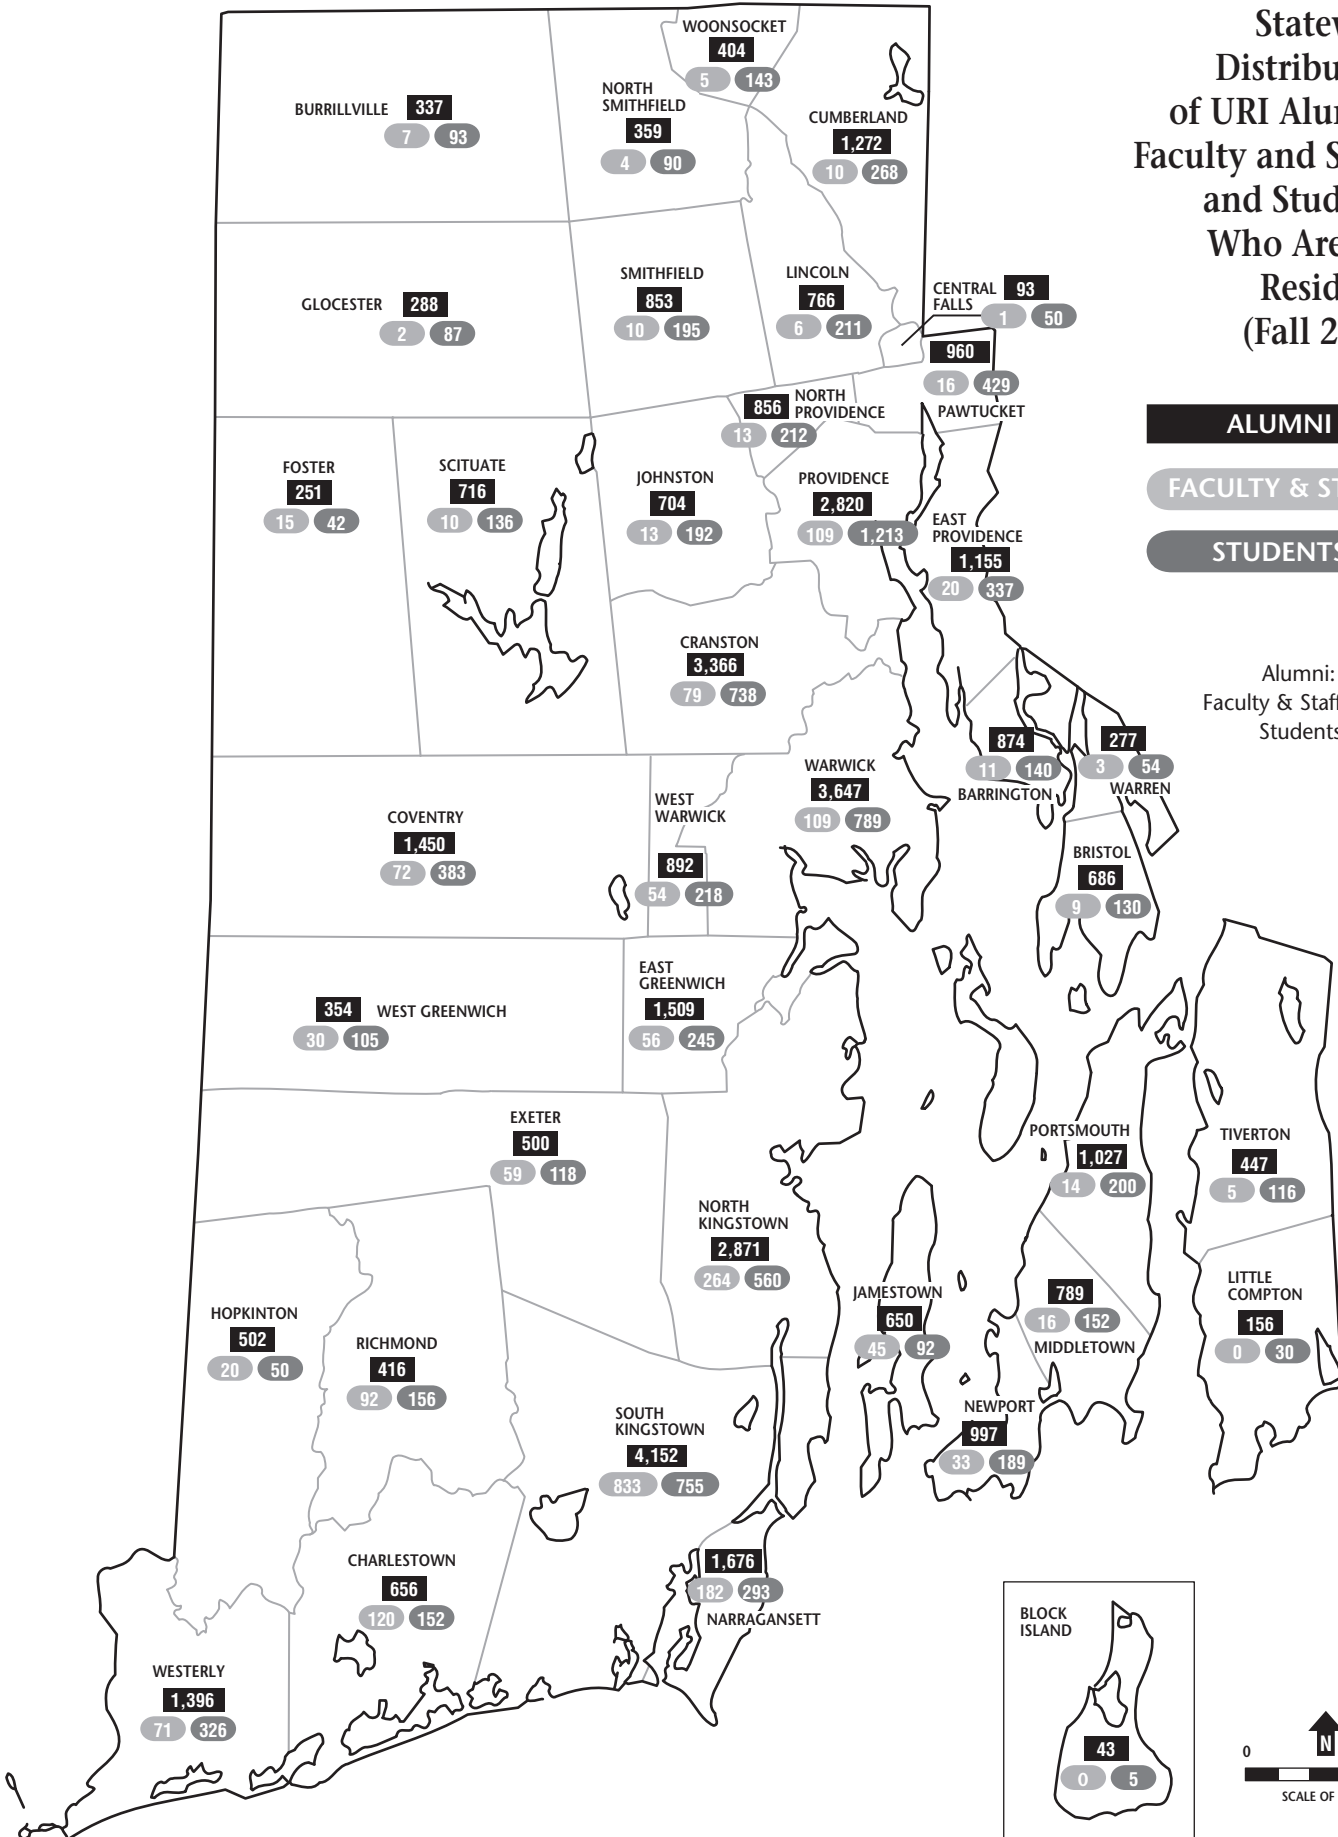 WOONSOCKET
404
5 143
BURRILLVILLE 337
7 93
NORTH
SMITHFIELD
359
4 90
CUMBERLAND
1,272
10 268
GLOCESTER 288
2 87
SMITHFIELD
853
10 195
LINCOLN
766
6 211
CENTRAL
FALLS
93
1 50
960
16 429
PAWTUCKET
856 NORTH
PROVIDENCE
13 212
FOSTER
251
15 42
SCITUATE
716
10 136
JOHNSTON
704
13 192
PROVIDENCE
2,820
109 1,213
EAST
PROVIDENCE
1,155
20 337
CRANSTON
3,366
79 738
874
11 140
BARRINGTON
277
3 54
WARREN
WARWICK
3,647
109 789
WEST
WARWICK
892
54 218
COVENTRY
1,450
72 383
BRISTOL
686
9 130
354 WEST GREENWICH
30 105
EAST
GREENWICH
1,509
56 245
EXETER
500
59 118
PORTSMOUTH
1,027
14 200
TIVERTON
447
5 116
NORTH
KINGSTOWN
2,871
264 560
JAMESTOWN
650
45 92
789
16 152
MIDDLETOWN
LITTLE
COMPTON
156
0 30
HOPKINTON
502
20 50
RICHMOND
416
92 156
SOUTH
KINGSTOWN
4,152
833 755
NEWPORT
997
33 189
CHARLESTOWN
656
120 152
1,676
182 293
NARRAGANSETT
WESTERLY
1,396
71 326
BLOCK
ISLAND
43
0 5
of URI
Faculty and
and
Who Are
(Fall
ALUMNI
FACULTY &
STUDENTS
Alumni:
Faculty &
Students
0 N
SCALE OF